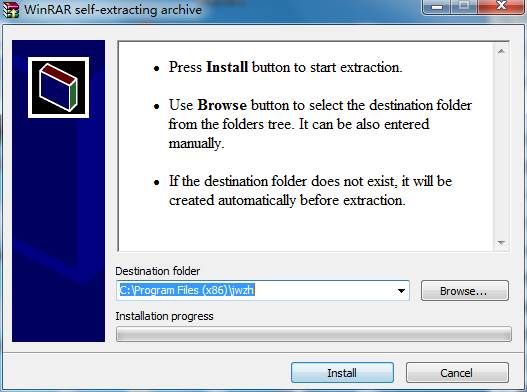 WinRAR self-extracting archive
• Press Install button to start extraction.
• Use Browse button to select the destination folder
from the folders tree. It can be also entered
manually.
• If the destination folder does not exist, it will be
created automatically before extraction.
Destination folder
C:\Program Files (x86)\jwzh
Browse...
Installation progress
Install
Cancel